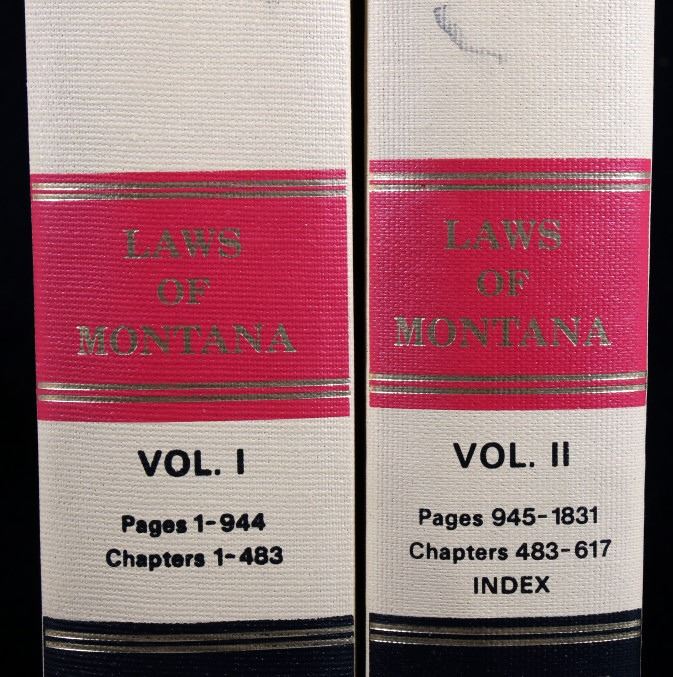 LAWS
OF
MONTANA
VOL. I
Pages 1-944
Chapters 1-483
LAWS
OF
MONTANA
VOL. II
Pages 945-1831
Chapters 483-617
INDEX